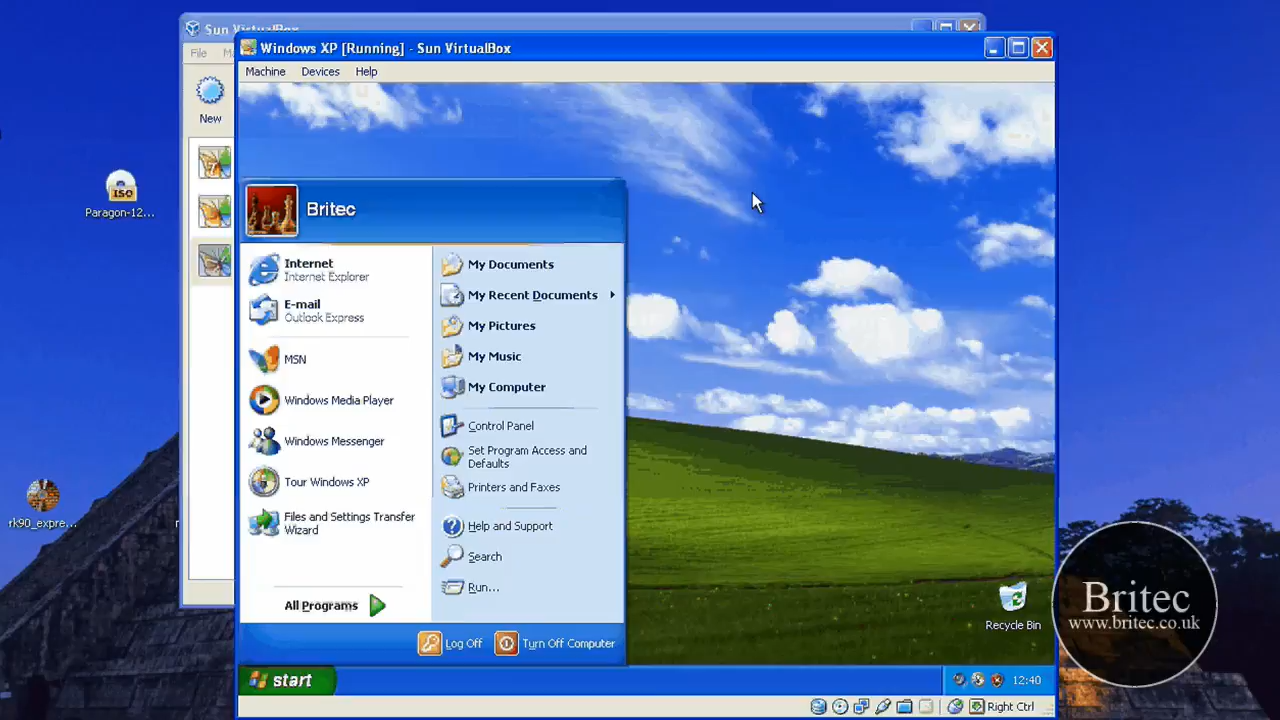 Sun VirtualBox
File
Windows XP [Running] - Sun VirtualBox
Machine Devices Help
New
ISO
Paragon-12...
Britec
Internet
Internet Explorer
E-mail
Outlook Express
MSN
Windows Media Player
Windows Messenger
Tour Windows XP
Files and Settings Transfer
Wizard
All Programs
My Documents
My Recent Documents
My Pictures
My Music
My Computer
Control Panel
Set Program Access and
Defaults
Printers and Faxes
Help and Support
Search
Run...
Log Off Turn Off Computer
rk90_expre...
Recycle Bin
Britec
www.britec.co.uk
start
12:40
Right Ctrl